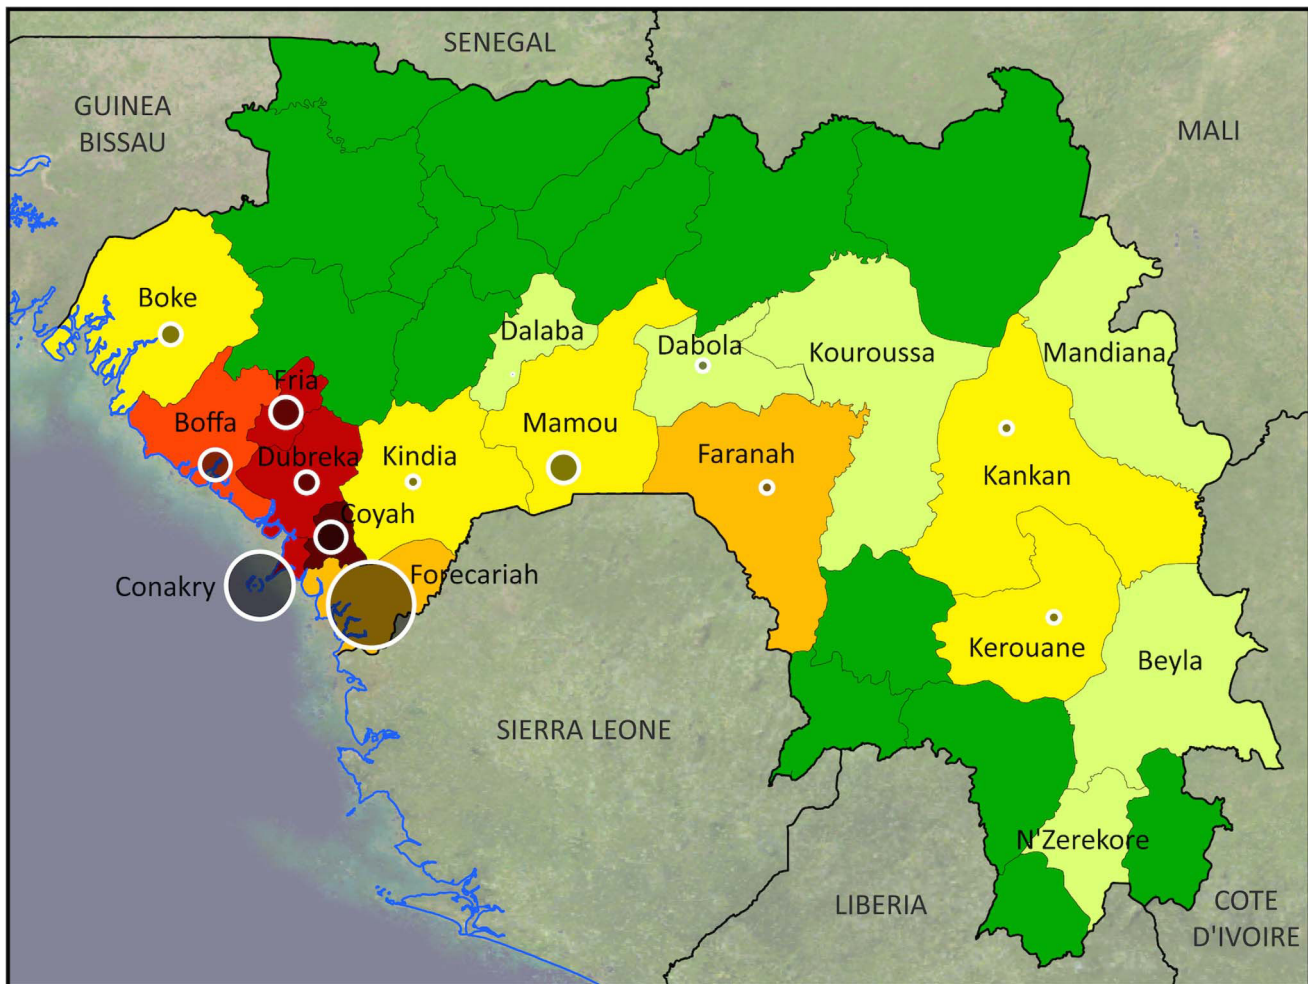 SENEGAL
GUINEA
BISSAU
MALI
Boke
Dalaba
Dabola
Kouroussa
Mandiana
Fria
Boffa
Dubreka
Kindia
Mamou
Faranah
Kankan
Coyah
Conakry
Forecariah
Kerouane
Beyla
SIERRA LEONE
N'Zerekore
LIBERIA
COTE
D'IVOIRE